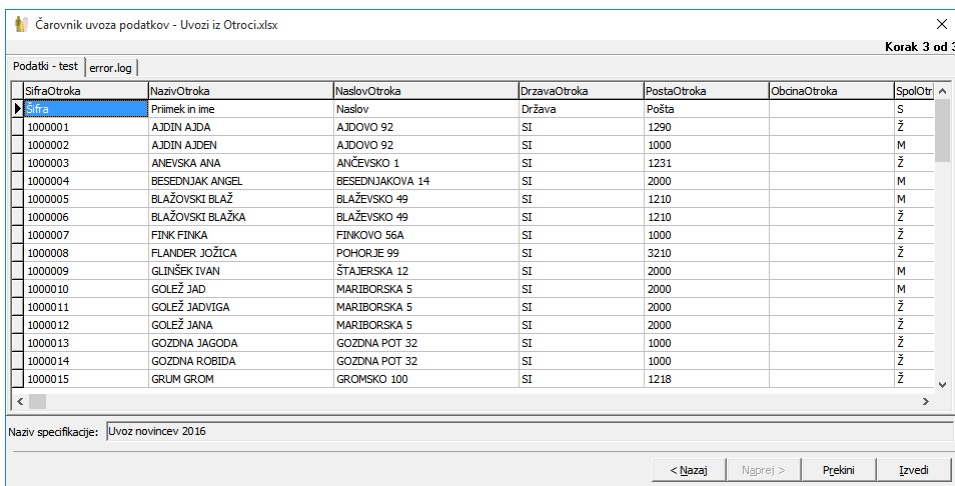 Čarovnik uvoza podatkov - Uvozi iz Otroci.xlsx
Korak 3 od 3
Podatki - test error.log
SifraOtroka NazivOtroka NaslovOtroka DrzavaOtroka PostaOtroka ObcinaOtroka SpolOtr
Šifra Priimek in ime Naslov Država Pošta S
1000001 AJDIN AJDA AJDOVO 92 SI 1290 Ž
1000002 AJDIN AJDEN AJDOVO 92 SI 1000 M
1000003 ANEVSKA ANA ANČEVSKO 1 SI 1231 Ž
1000004 BESEDNJAK ANGEL BESEDNJAKOVA 14 SI 2000 M
1000005 BLAŽOVSKI BLAŽ BLAŽEVSKO 49 SI 1210 M
1000006 BLAŽOVSKI BLAŽKA BLAŽEVSKO 49 SI 1210 Ž
1000007 FINK FINKA FINKOVO 56A SI 1000 Ž
1000008 FLANDER JOŽICA POHORJE 99 SI 3210 Ž
1000009 GLINŠEK IVAN ŠTAJERSKA 12 SI 2000 M
1000010 GOLEŽ JAD MARIBORSKA 5 SI 2000 M
1000011 GOLEŽ JADVIGA MARIBORSKA 5 SI 2000 Ž
1000012 GOLEŽ JANA MARIBORSKA 5 SI 2000 Ž
1000013 GOZDNA JAGODA GOZDNA POT 32 SI 1000 Ž
1000014 GOZDNA ROBIDA GOZDNA POT 32 SI 1000 Ž
1000015 GRUM GROM GROMSKO 100 SI 1218 Ž
Naziv specifikacije: Uvoz novincev 2016
< Nazaj Naprej > Prekini Izvedi